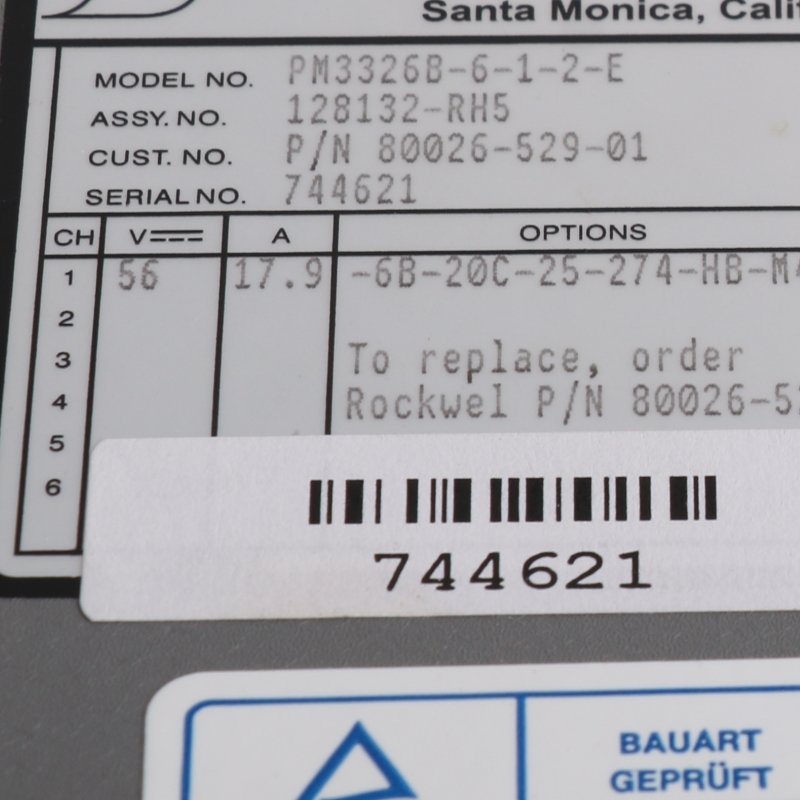 Santa Monica, Cali
MODEL NO. PM3326B-6-1-2-E
ASSY. NO. 128132-RH5
CUST. NO. P/N 80026-529-01
SERIAL NO. 744621
CH V A OPTIONS
1 56 17.9 -6B-20C-25-274-HB-M
2
3 To replace, order
4 Rockwel P/N 80026-5
5
6
744621
BAUART
GEPRÜFT